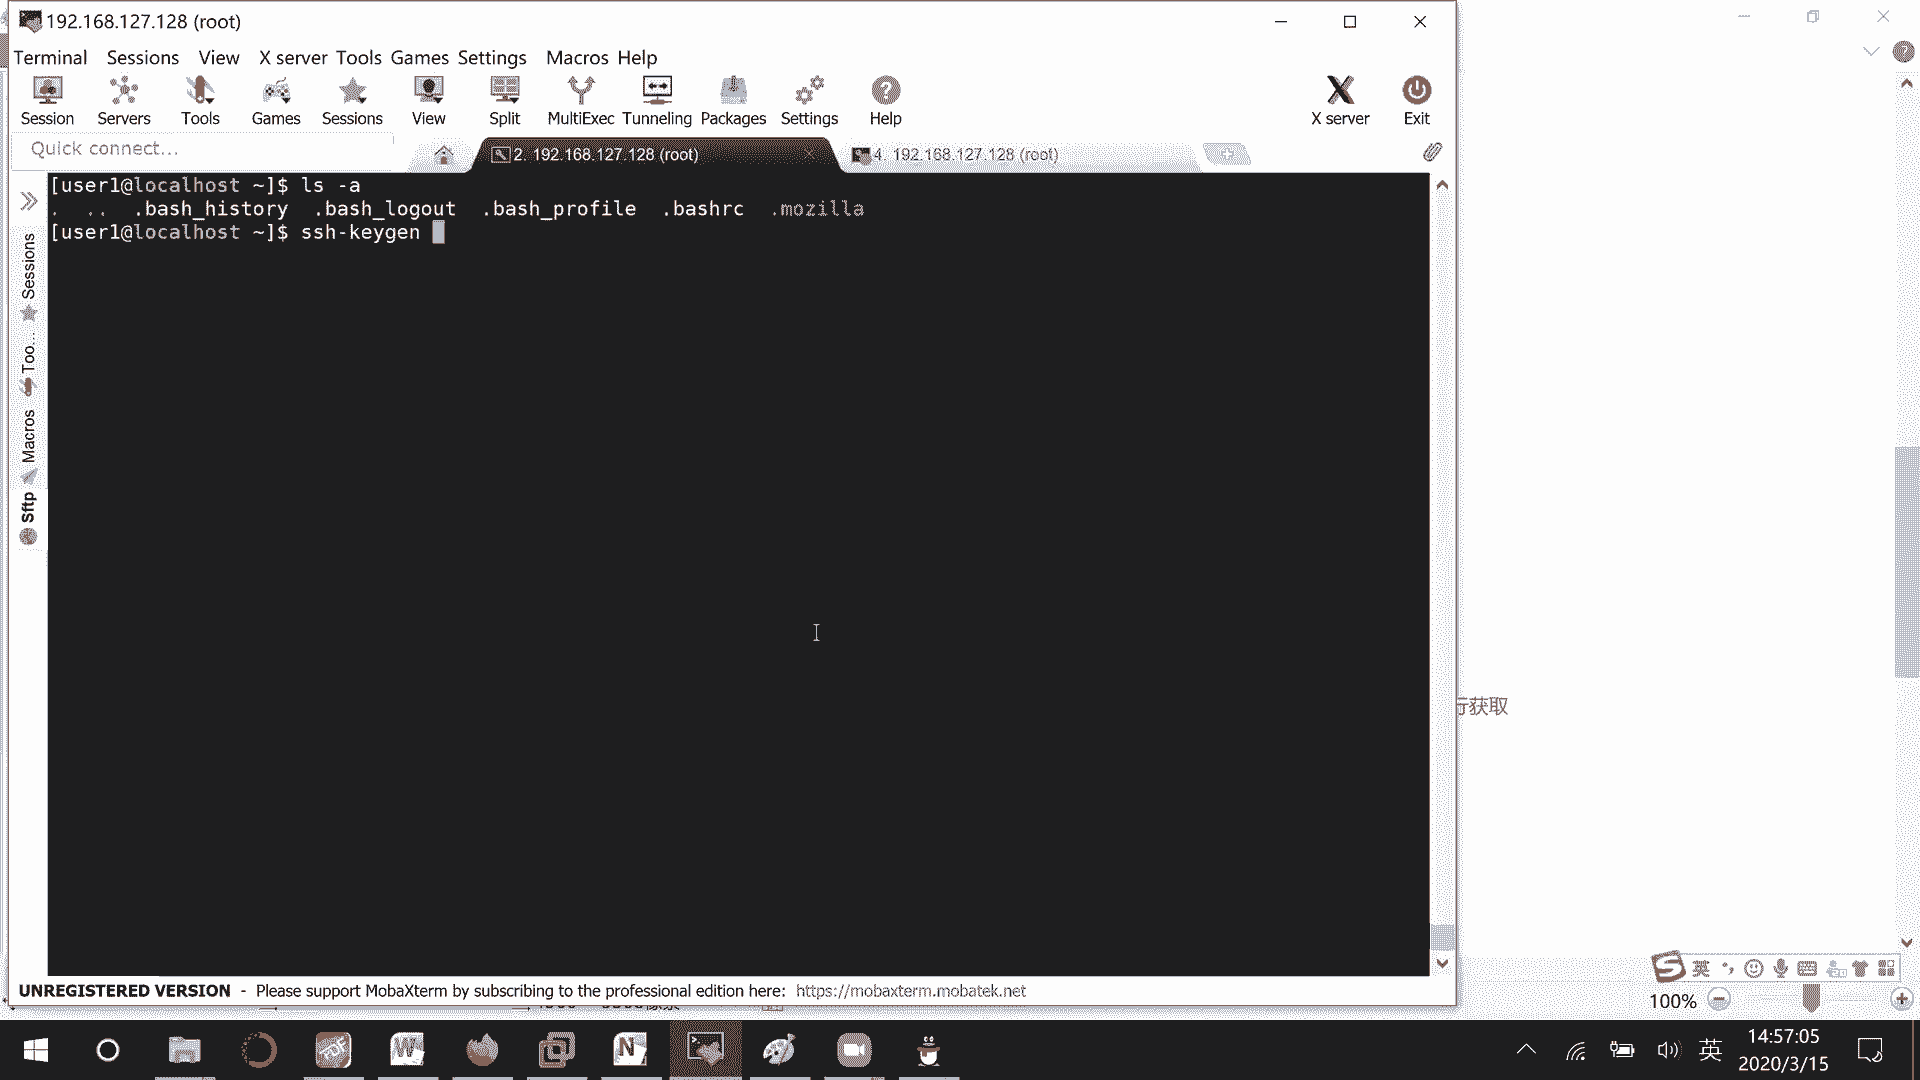 192.168.127.128 (root)
Terminal Sessions View X server Tools Games Settings Macros Help
Session Servers Tools Games Sessions View Split MultiExec Tunneling Packages Settings Help X server Exit
Quick connect...
2. 192.168.127.128 (root)
4. 192.168.127.128 (root)
[user1@localhost ~]$ ls -a
. .. .bash_history .bash_logout .bash_profile .bashrc .mozilla
[user1@localhost ~]$ ssh-keygen
Sessions
Too...
Macros
Sftp
行获取
UNREGISTERED VERSION - Please support MobaXterm by subscribing to the professional edition here: https://mobaxterm.mobatek.net
英
100%
英
14:57:05
2020/3/15